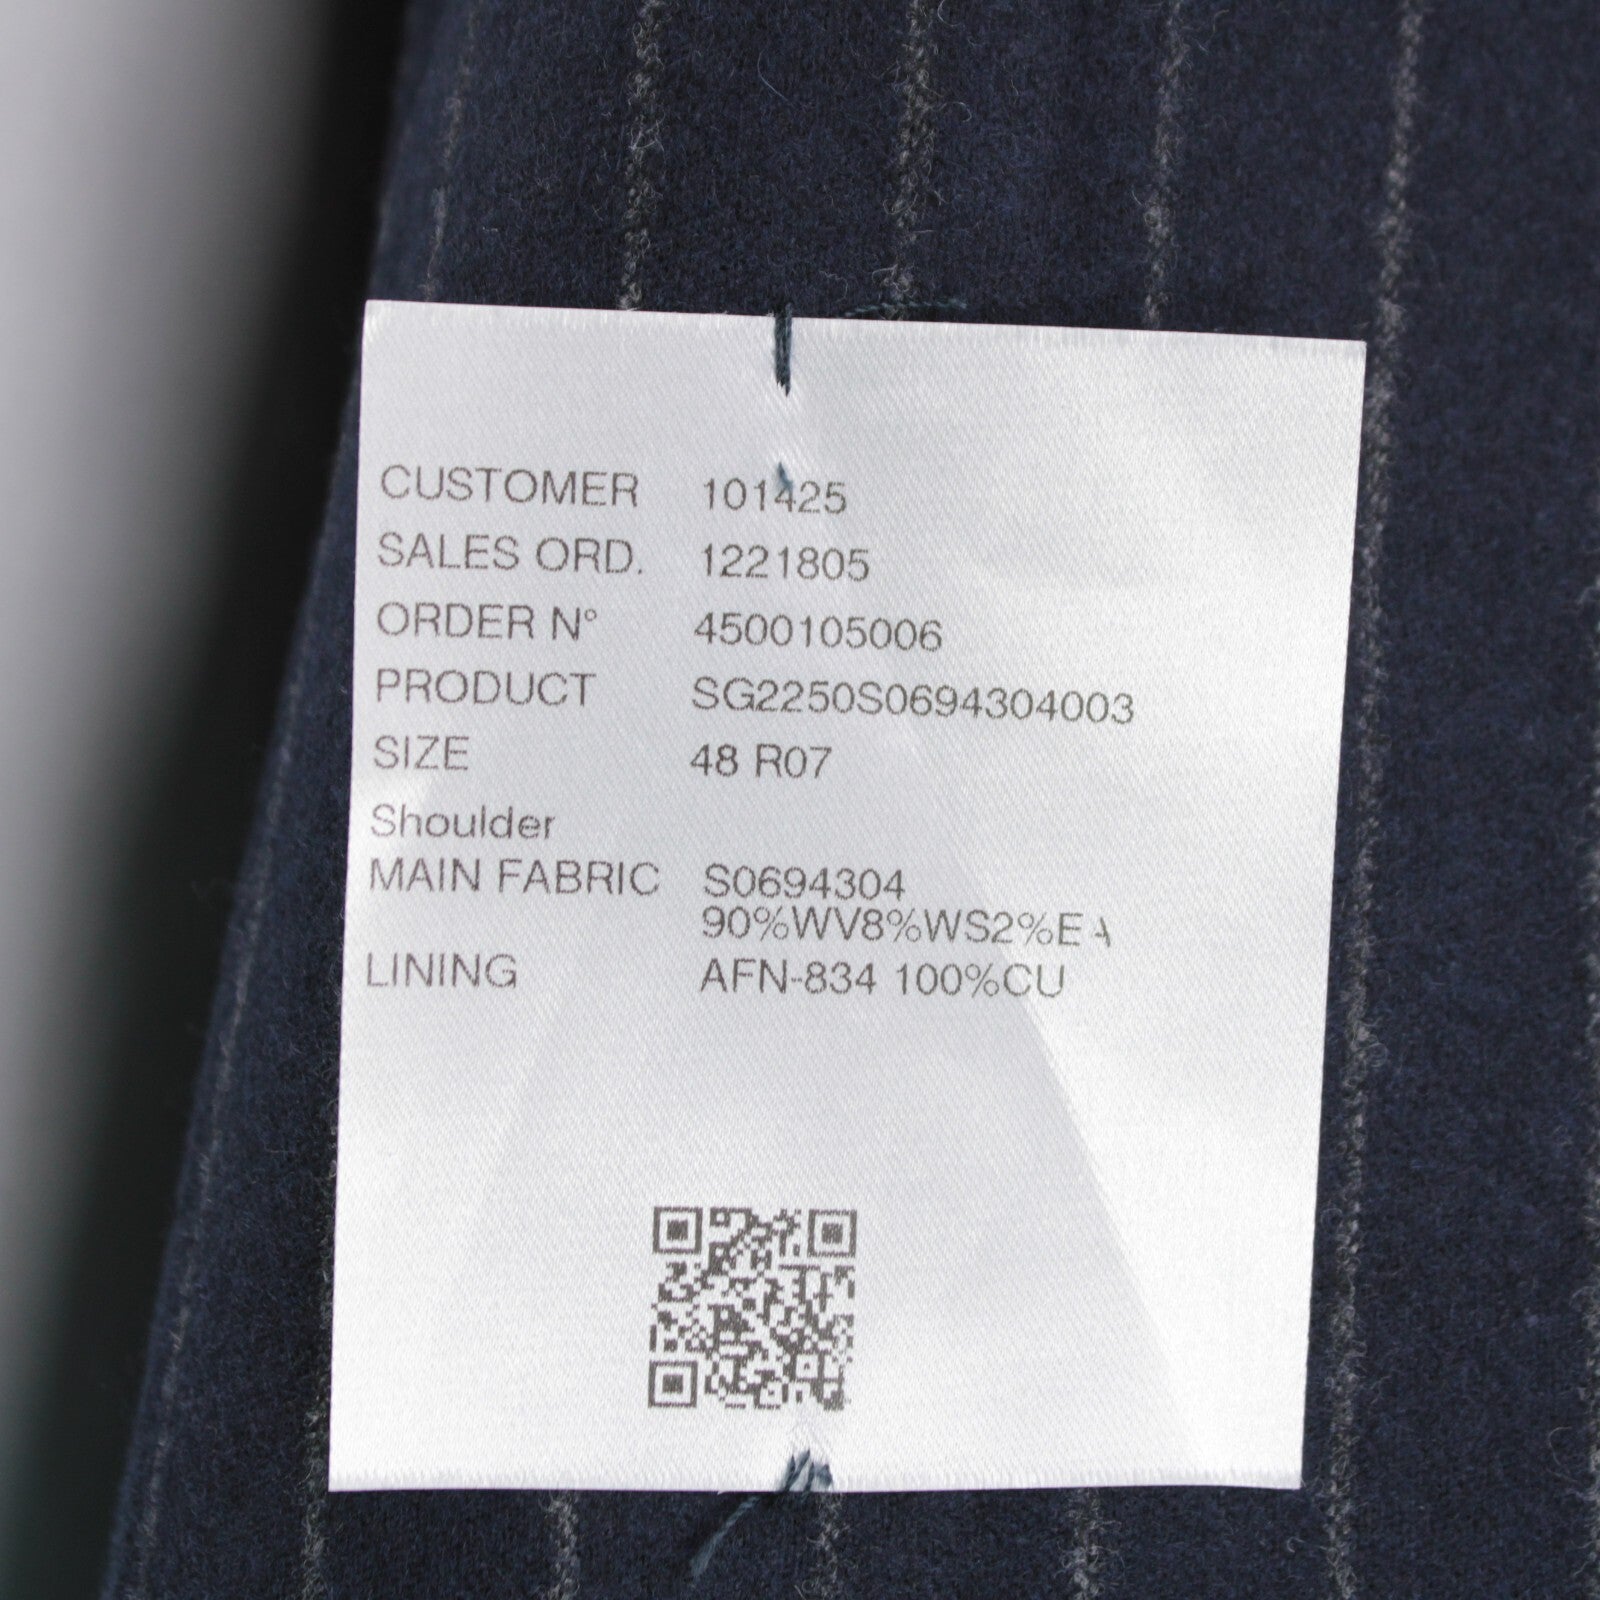 CUSTOMER 101425
SALES ORD. 1221805
ORDER N° 4500105006
PRODUCT SG2250S0694304003
SIZE 48 R07
Shoulder
MAIN FABRIC S0694304
90%WV8%WS2%EA
LINING AFN-834 100%CU